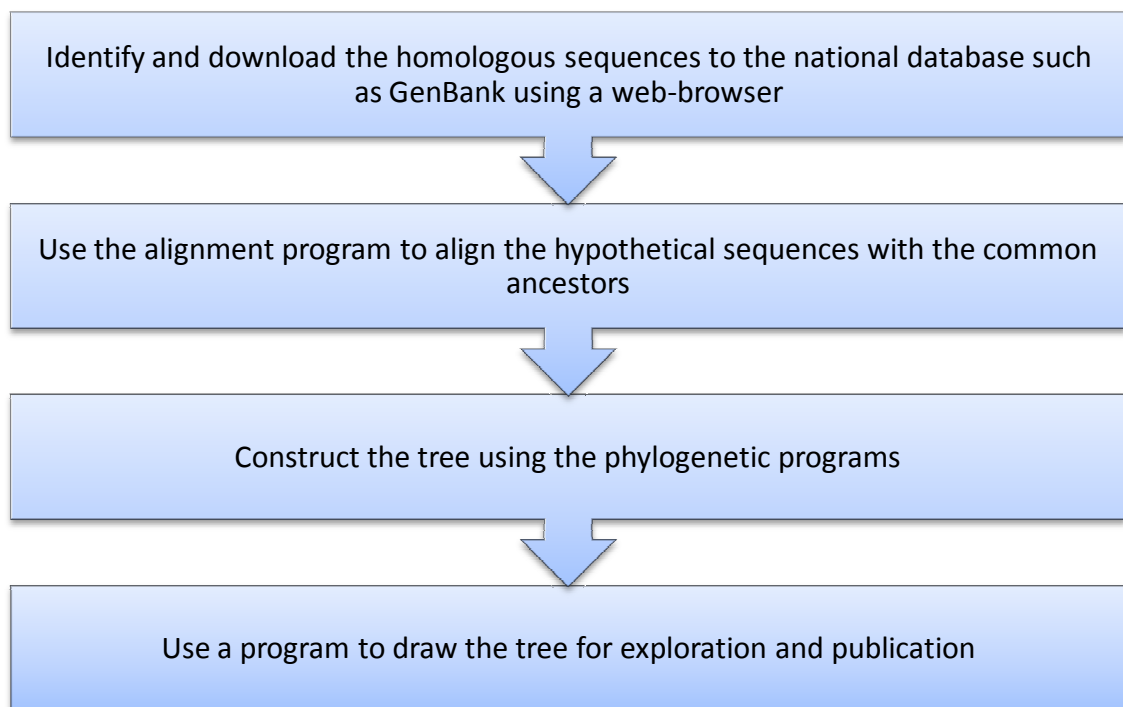 Identify and download the homologous sequences to the national database such
as GenBank using a web-browser
Use the alignment program to align the hypothetical sequences with the common
ancestors
Construct the tree using the phylogenetic programs
Use a program to draw the tree for exploration and publication